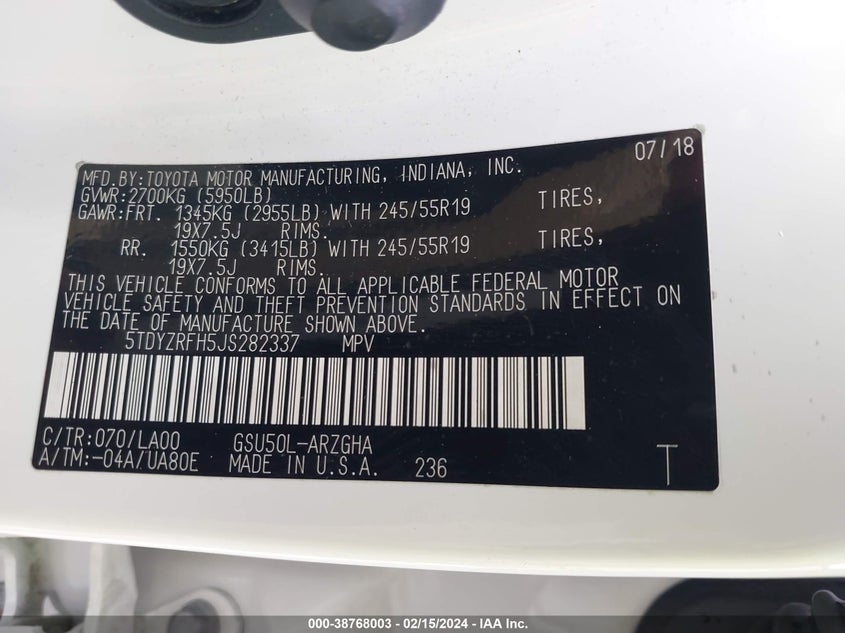 07/18
MFD.BY:TOYOTA MOTOR MANUFACTURING, INDIANA, INC.
GVWR:2700KG (5950LB)
GAWR:FRT. 1345KG (2955LB) WITH 245/55R19 TIRES,
19X7.5J RIMS.
RR. 1550KG (3415LB) WITH 245/55R19 TIRES,
19X7.5J RIMS.
THIS VEHICLE CONFORMS TO ALL APPLICABLE FEDERAL MOTOR
VEHICLE SAFETY AND THEFT PREVENTION STANDARDS IN EFFECT ON
THE DATE OF MANUFACTURE SHOWN ABOVE.
5TDYZRFH5JS282337 MPV
C/TR:070/LA00 GSU50L-ARZGHA
A/TM:-04A/UA80E MADE IN U.S.A. 236 T
000-38768003 - 02/15/2024 - IAA Inc.